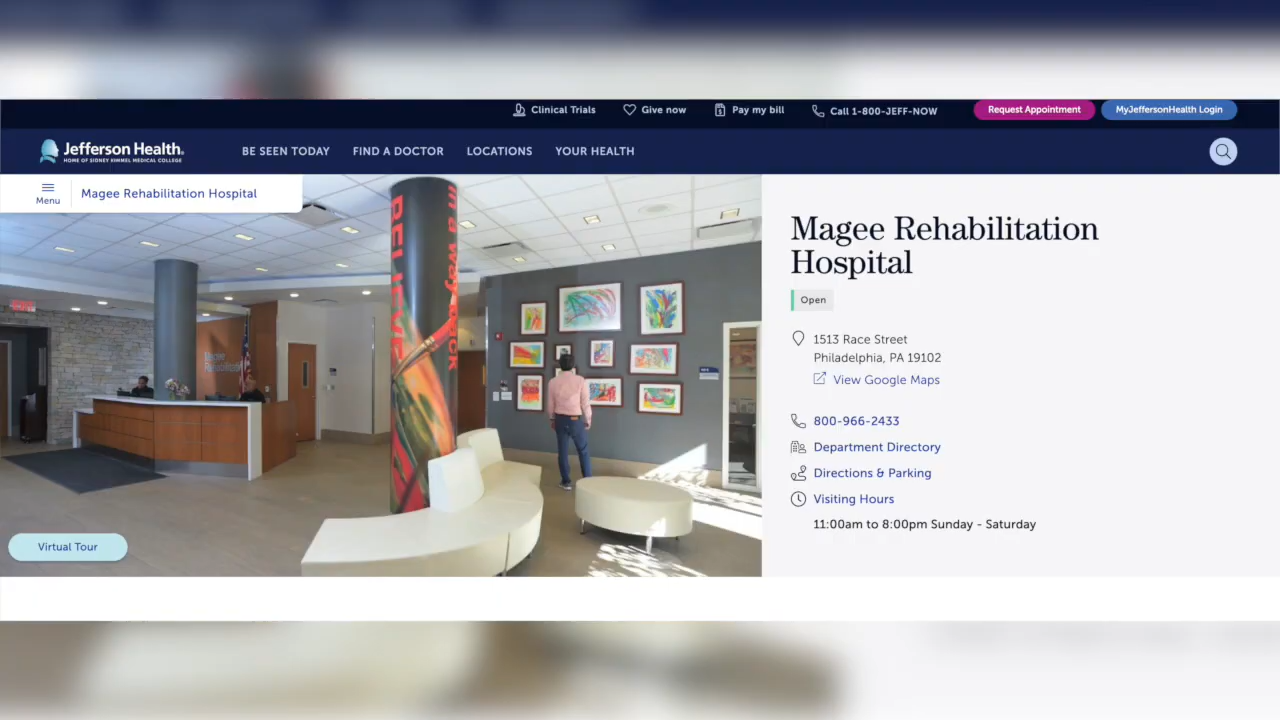 Clinical Trials
Give now
Pay my bill
Call 1-800-JEFF-NOW
Request Appointment
MyJeffersonHealth Login
Jefferson Health.
HOME OF SIDNEY KIMMEL MEDICAL COLLEGE
BE SEEN TODAY
FIND A DOCTOR
LOCATIONS
YOUR HEALTH
Menu
Magee Rehabilitation Hospital
BELIEVE
Magee
Rehabilitation
Virtual Tour
Magee Rehabilitation
Hospital
Open
1513 Race Street
Philadelphia, PA 19102
View Google Maps
800-966-2433
Department Directory
Directions & Parking
Visiting Hours
11:00am to 8:00pm Sunday - Saturday